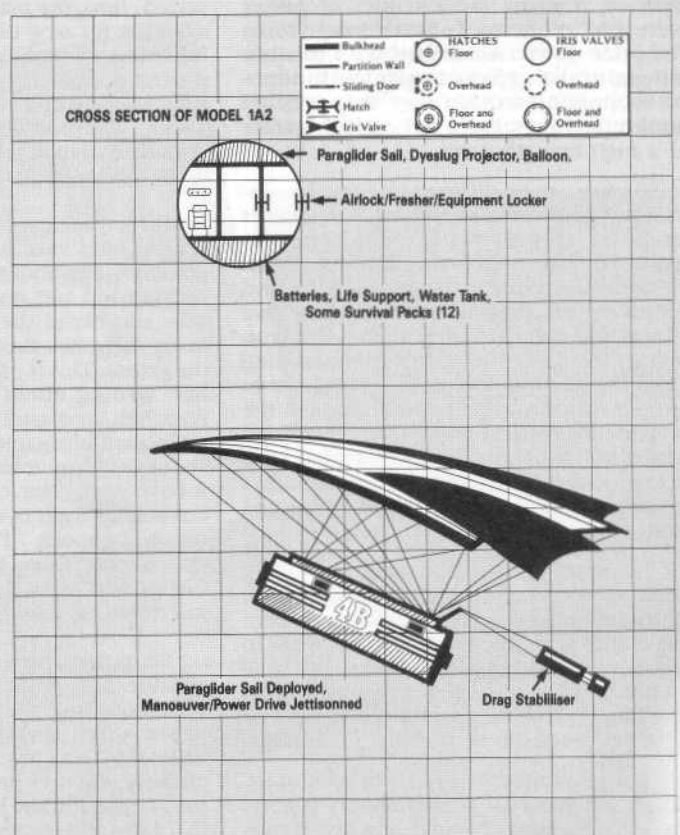 Bulkhead
Partition Wall
Sliding Door
Hatch
Iris Valve
HATCHES
Floor
Overhead
Floor and
Overhead
IRIS VALVES
Floor
Overhead
Floor and
Overhead
CROSS SECTION OF MODEL 1A2
Paraglider Sail, Dyeslug Projector, Balloon.
Airlock/Fresher/Equipment Locker
Batteries, Life Support, Water Tank,
Some Survival Packs (12)
4B
Paraglider Sail Deployed,
Manoeuver/Power Drive Jettisonned
Drag Stabliliser